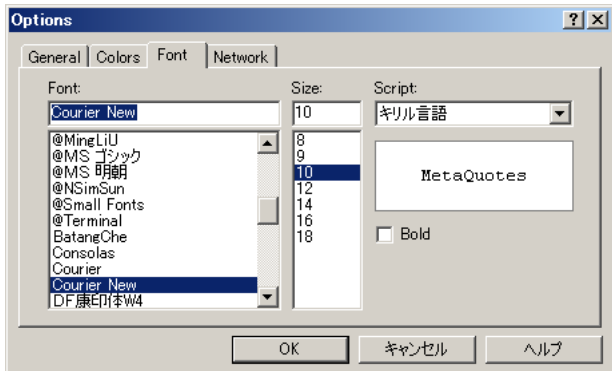 Options
General Colors Font Network
Font: Size: Script:
Courier New 10 キリル言語
@MingLiU
@MS ゴシック
@MS 明朝
@NSimSun
@Small Fonts
@Terminal
BatangChe
Consolas
Courier
Courier New
DF康印体W4
8
9
10
12
14
16
18
MetaQuotes
Bold
OK キャンセル ヘルプ